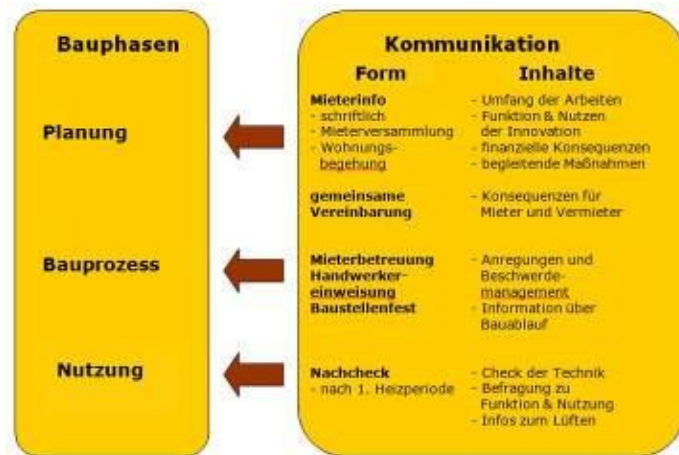 Bauphasen
Planung
Bauprozess
Nutzung
Kommunikation
Form
Inhalte
Mieterinfo
- schriftlich
- Mieterversammlung
- Wohnungs-
begehung
- Umfang der Arbeiten
- Funktion & Nutzen
der Innovation
- finanzielle Konsequenzen
- begleitende Maßnahmen
gemeinsame
Vereinbarung
- Konsequenzen für
Mieter und Vermieter
Mieterbetreuung
Handwerker-
einweisung
Baustellenfest
- Anregungen und
Beschwerde-
management
- Information über
Bauablauf
Nachcheck
- nach 1. Heizperiode
- Check der Technik
- Befragung zu
Funktion & Nutzung
- Infos zum Lüften